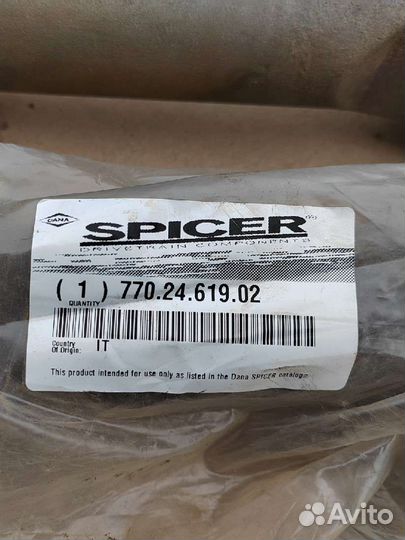 DANA
SPICER®
DRIVETRAIN COMPONENTS
( 1 ) 770.24.619.02
QUANTITY
Country
Of Origin: IT
This product intended for use only as listed in the Dana SPICER catalogs
Avito